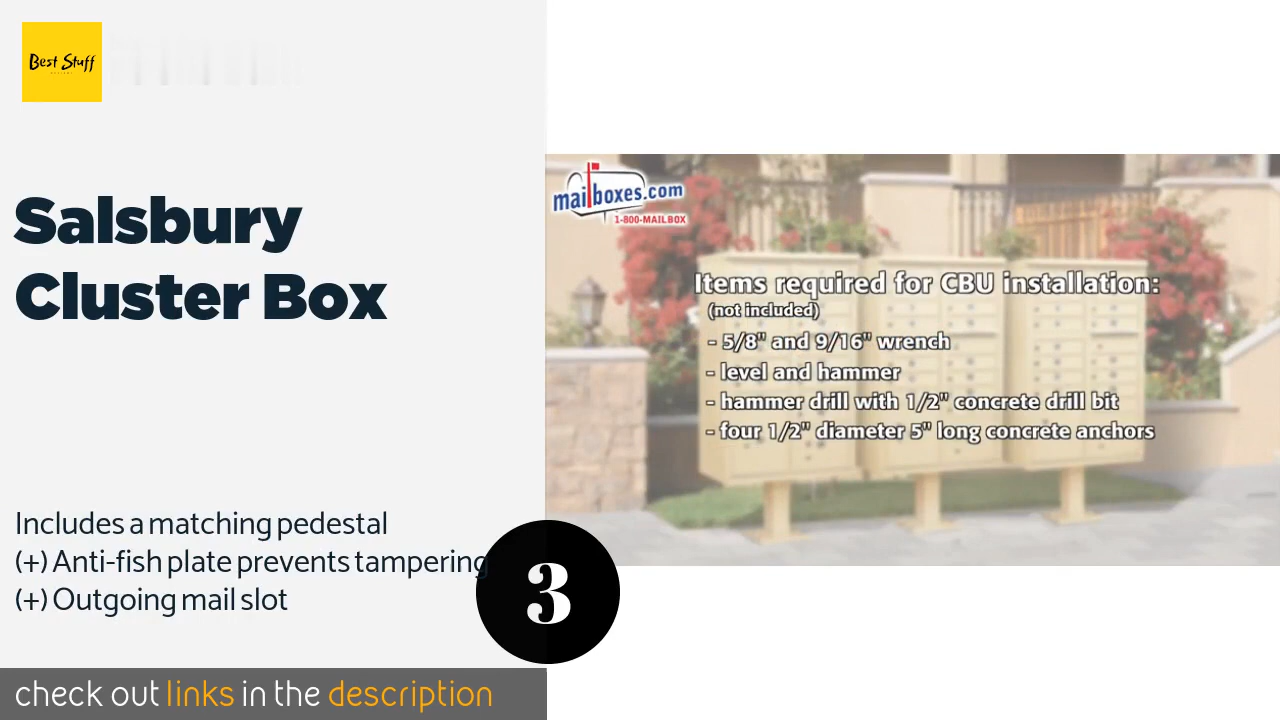 Best Stuff
Salsbury
Cluster Box
Includes a matching pedestal
(+) Anti-fish plate prevents tampering
(+) Outgoing mail slot
3
check out links in the description
mailboxes.com
1-800-MAILBOX
Items required for CBU installation:
(not included)
- 5/8" and 9/16" wrench
- level and hammer
- hammer drill with 1/2" concrete drill bit
- four 1/2" diameter 5" long concrete anchors